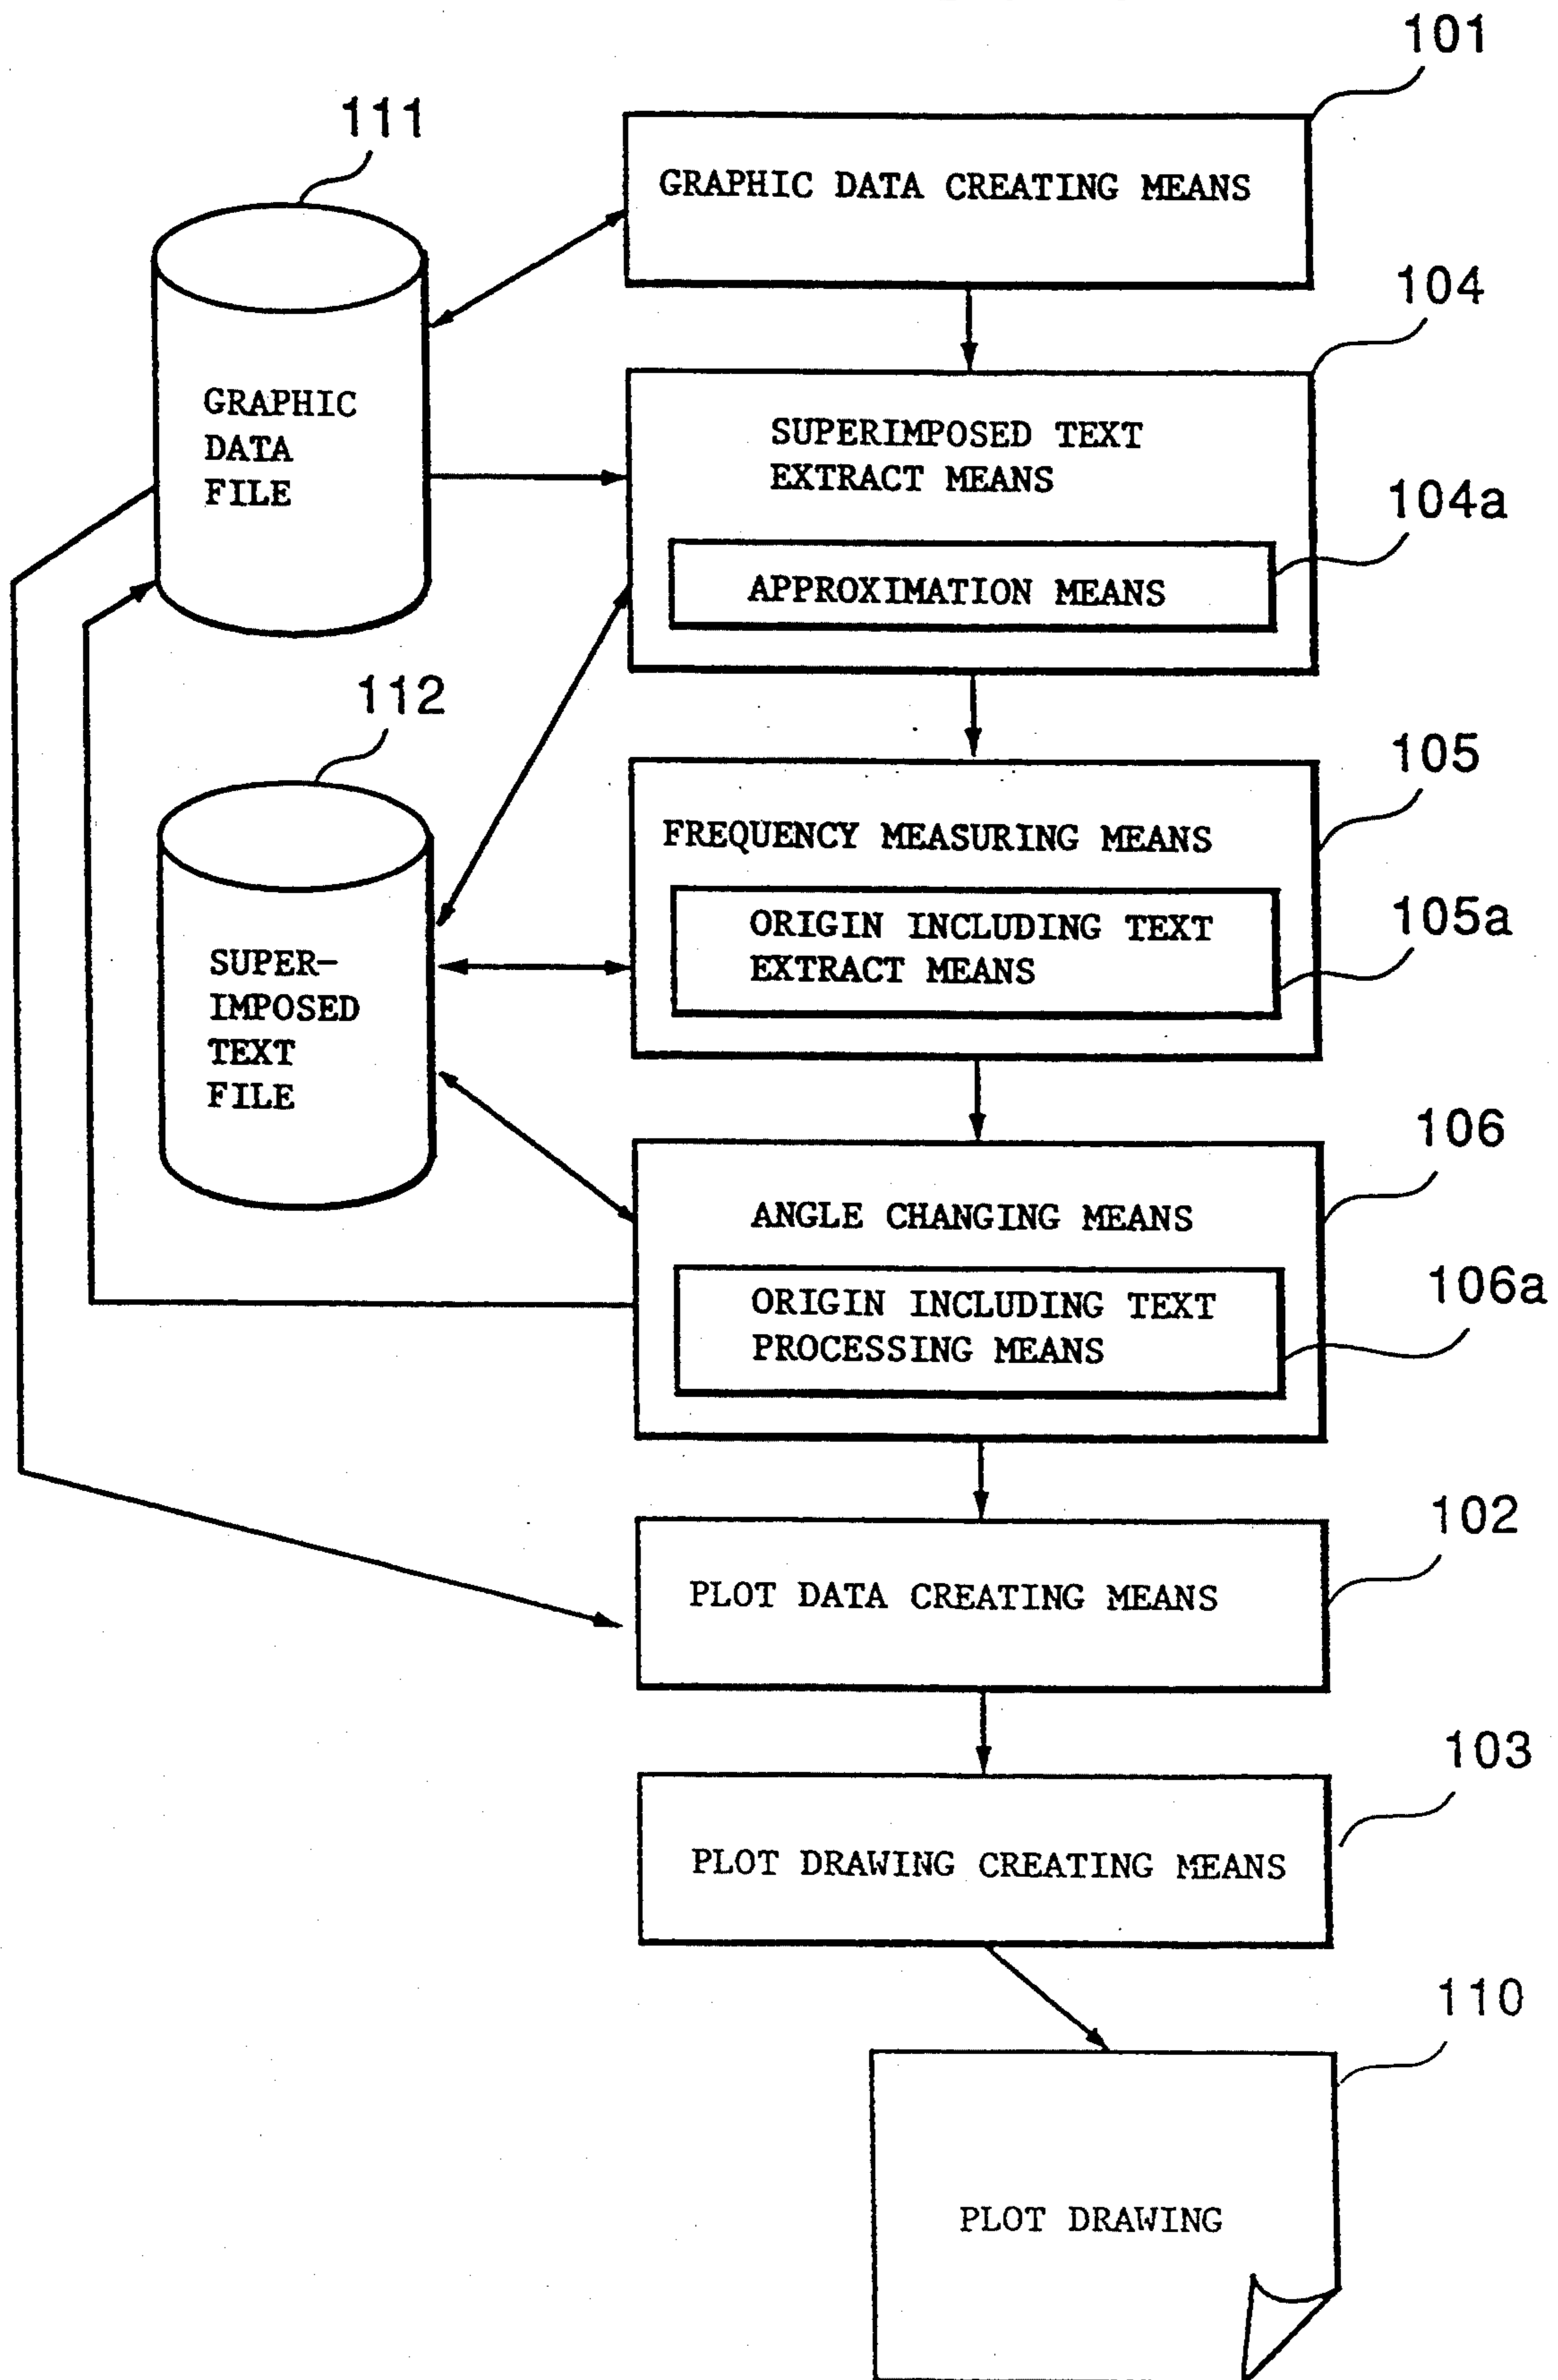 101
111
GRAPHIC DATA CREATING MEANS
104
GRAPHIC
DATA
FILE
SUPERIMPOSED TEXT
EXTRACT MEANS
104a
APPROXIMATION MEANS
112
105
FREQUENCY MEASURING MEANS
105a
ORIGIN INCLUDING TEXT
EXTRACT MEANS
SUPER-
IMPOSED
TEXT
FILE
106
ANGLE CHANGING MEANS
106a
ORIGIN INCLUDING TEXT
PROCESSING MEANS
102
PLOT DATA CREATING MEANS
103
PLOT DRAWING CREATING MEANS
110
PLOT DRAWING